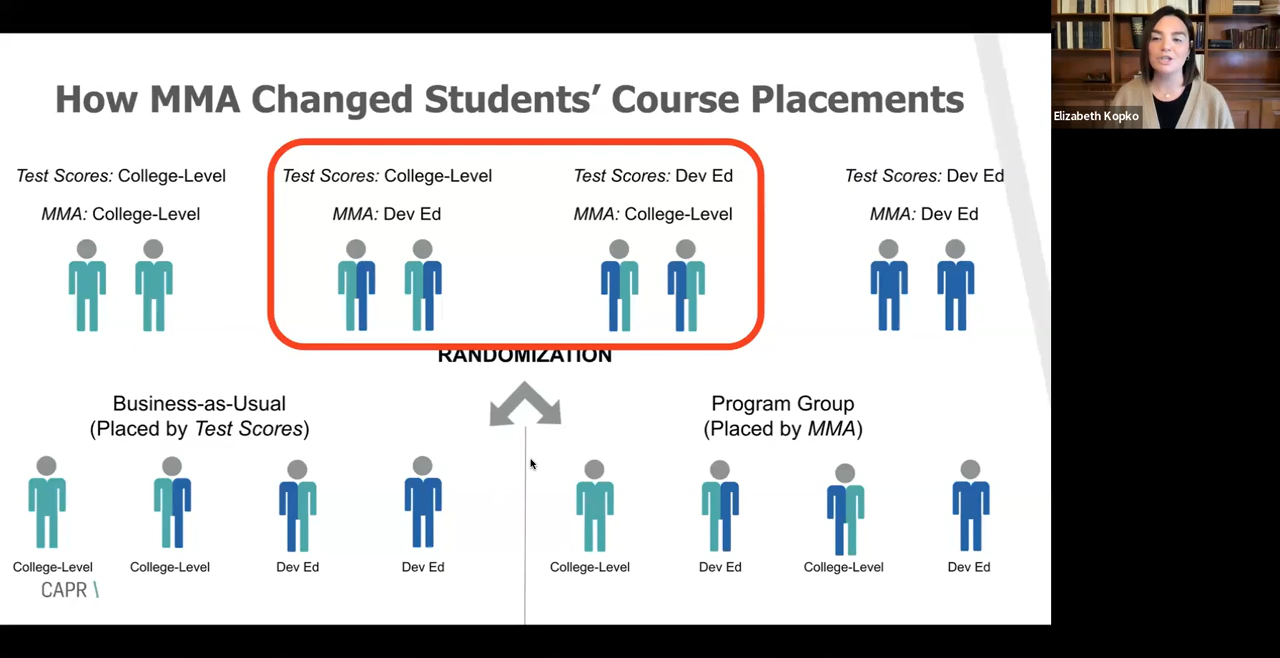 How MMA Changed Students' Course Placements
Elizabeth Kopko
Test Scores: College-Level
MMA: College-Level
Test Scores: College-Level
MMA: Dev Ed
Test Scores: Dev Ed
MMA: College-Level
Test Scores: Dev Ed
MMA: Dev Ed
RANDOMIZATION
Business-as-Usual
(Placed by Test Scores)
Program Group
(Placed by MMA)
College-Level
College-Level
Dev Ed
Dev Ed
College-Level
Dev Ed
College-Level
Dev Ed
CAPR \